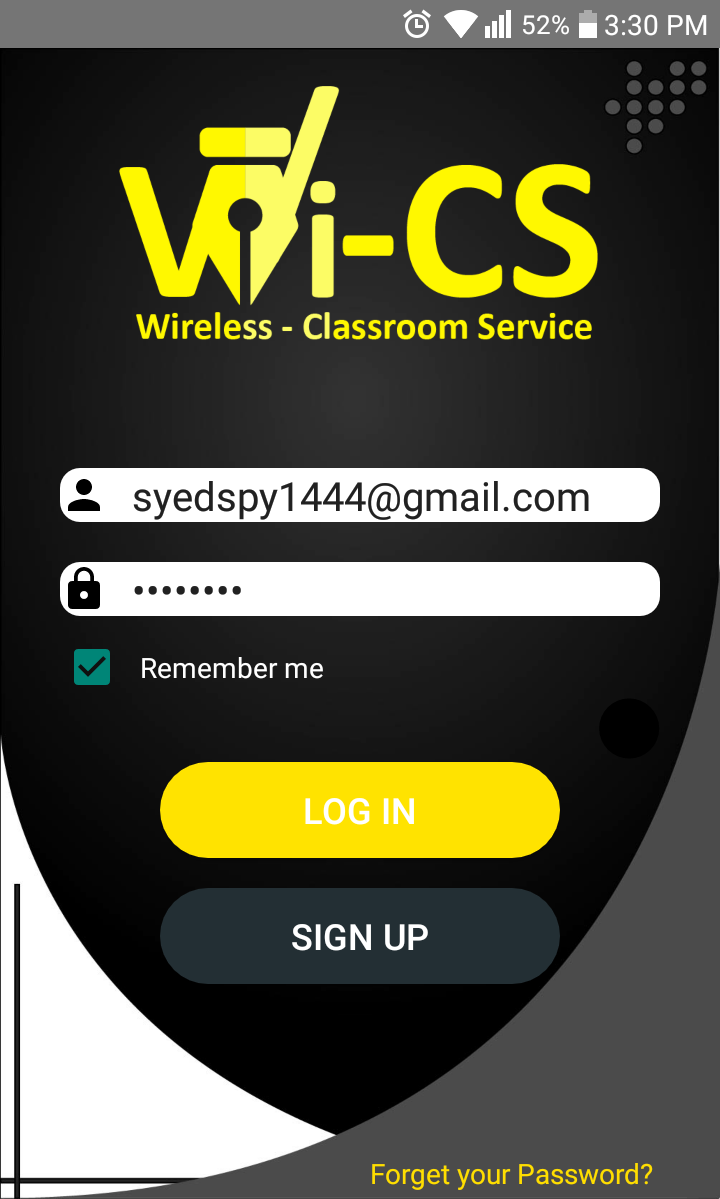 52% 3:30 PM
Wi-CS
Wireless - Classroom Service
syedspy1444@gmail.com
••••••••
Remember me
LOG IN
SIGN UP
Forget your Password?